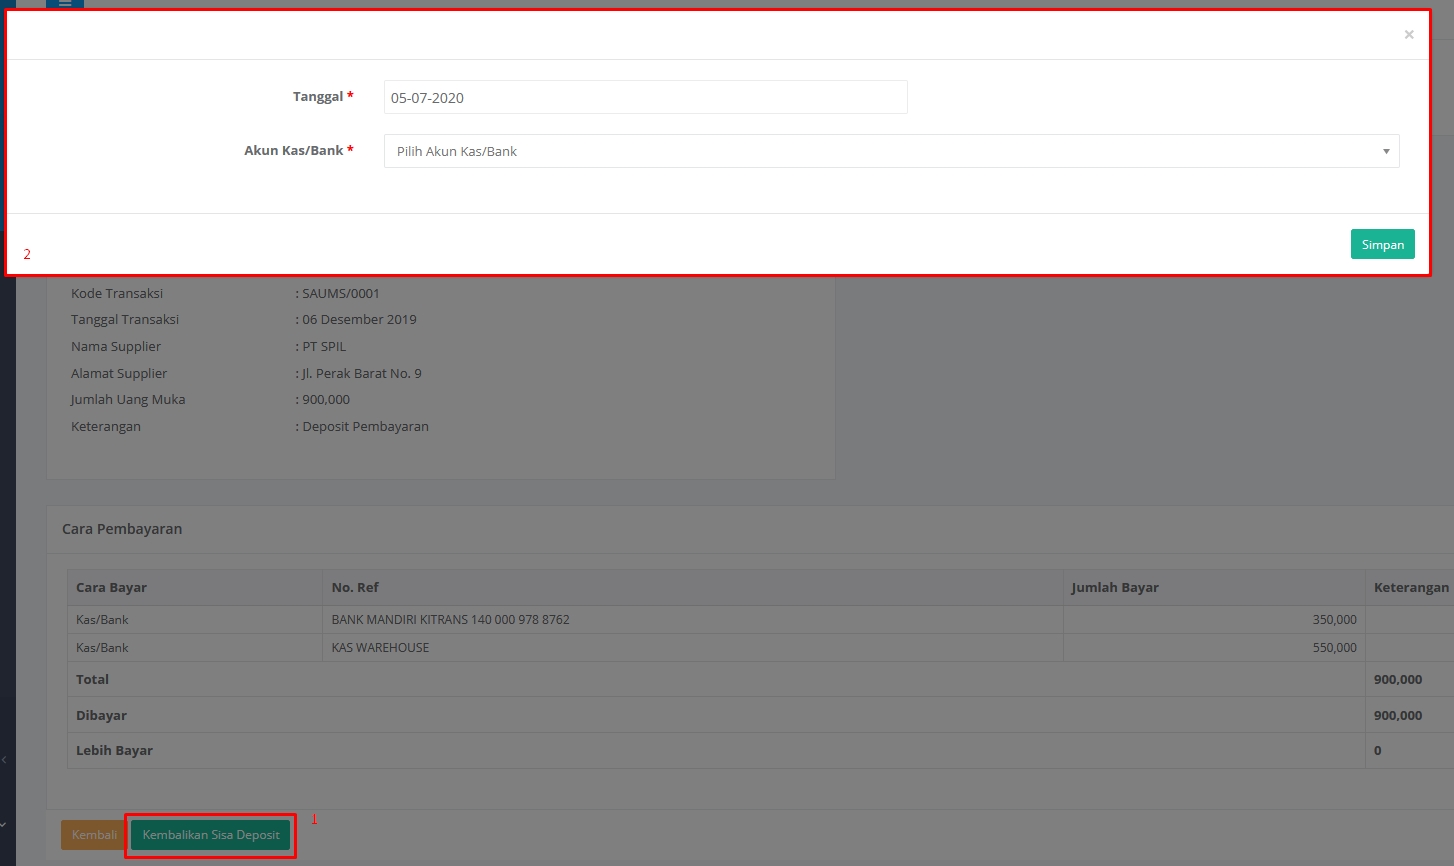 ×
Tanggal * 05-07-2020
Akun Kas/Bank * Pilih Akun Kas/Bank
Simpan
2
Kode Transaksi : SAUMS/0001
Tanggal Transaksi : 06 Desember 2019
Nama Supplier : PT SPIL
Alamat Supplier : Jl. Perak Barat No. 9
Jumlah Uang Muka : 900,000
Keterangan : Deposit Pembayaran
Cara Pembayaran
Cara Bayar No. Ref Jumlah Bayar Keterangan
Kas/Bank BANK MANDIRI KITRANS 140 000 978 8762 350,000
Kas/Bank KAS WAREHOUSE 550,000
Total 900,000
Dibayar 900,000
Lebih Bayar 0
1
Kembali Kembalikan Sisa Deposit